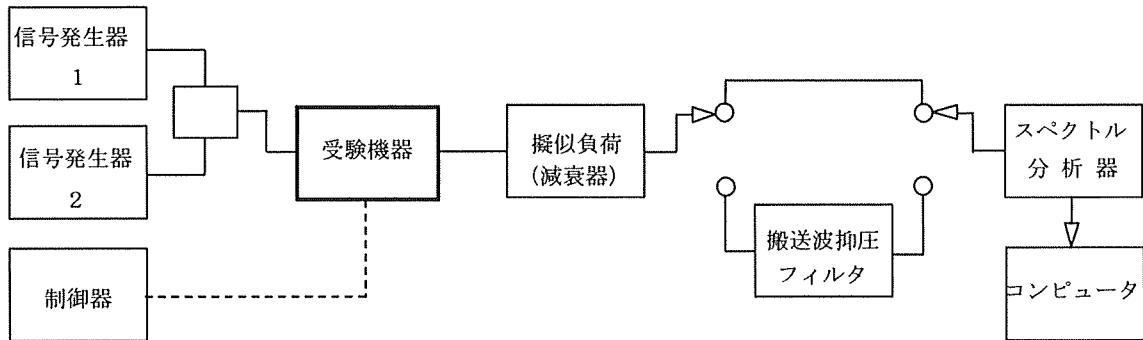 信号発生器
1
信号発生器
2
制御器
受験機器
擬似負荷
(減衰器)
搬送波抑圧
フィルタ
スペクトル
分 析 器
コンピュータ